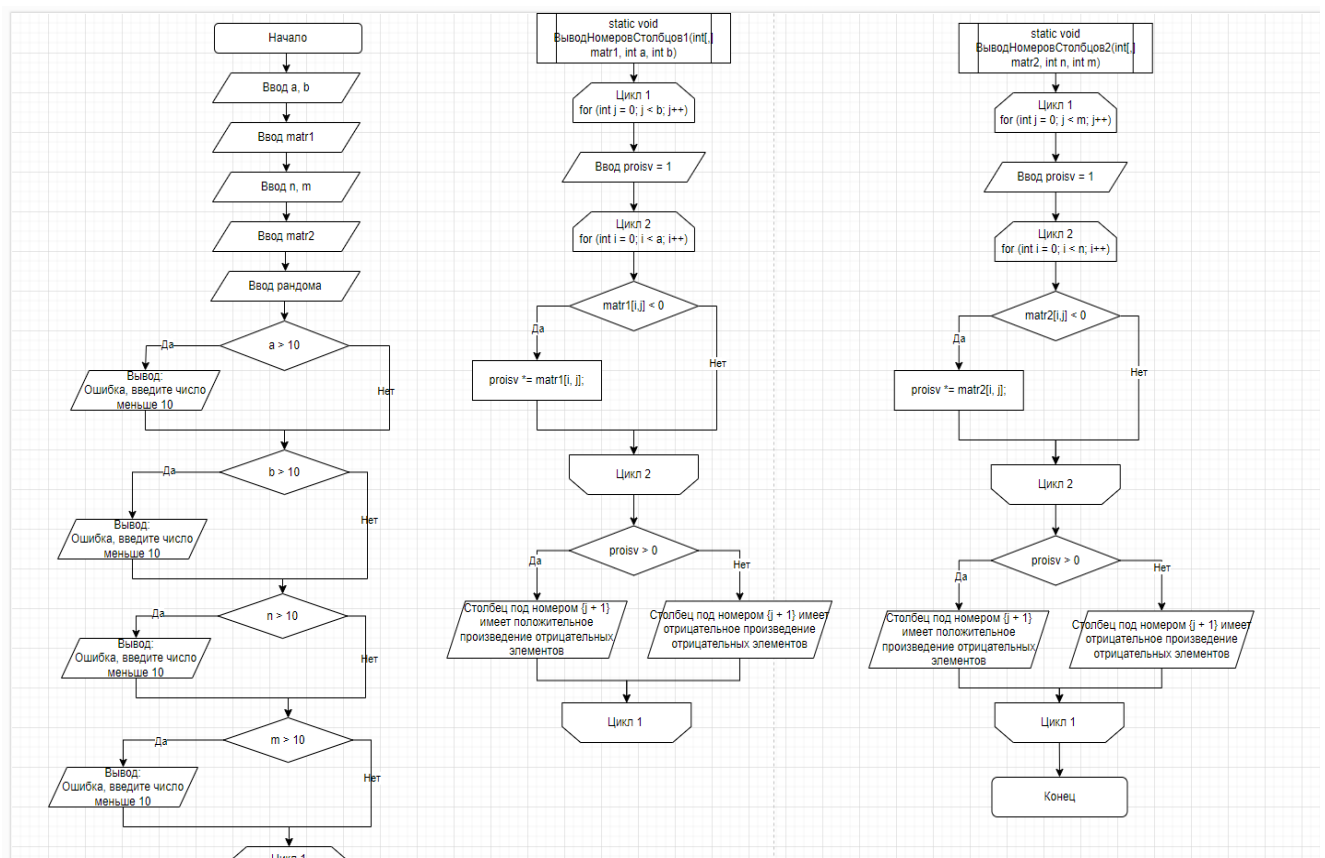 Начало
Ввод a, b
Ввод matr1
Ввод n, m
Ввод matr2
Ввод рандома
a > 10
Да
Нет
Вывод:
Ошибка, введите число
меньше 10
b > 10
Да
Нет
Вывод:
Ошибка, введите число
меньше 10
n > 10
Да
Нет
Вывод:
Ошибка, введите число
меньше 10
m > 10
Да
Нет
Вывод:
Ошибка, введите число
меньше 10
Цикл 1
static void
ВыводНомеровСтолбцов1(int[,]
matr1, int a, int b)
Цикл 1
for (int j = 0; j < b; j++)
Ввод proisv = 1
Цикл 2
for (int i = 0; i < a; i++)
matr1[i,j] < 0
Да
Нет
proisv *= matr1[i, j];
Цикл 2
proisv > 0
Да
Нет
Столбец под номером {j + 1}
имеет положительное
произведение отрицательных
элементов
Столбец под номером {j + 1} имеет
отрицательное произведение
отрицательных элементов
Цикл 1
static void
ВыводНомеровСтолбцов2(int[,]
matr2, int n, int m)
Цикл 1
for (int j = 0; j < m; j++)
Ввод proisv = 1
Цикл 2
for (int i = 0; i < n; i++)
matr2[i,j] < 0
Да
Нет
proisv *= matr2[i, j];
Цикл 2
proisv > 0
Да
Нет
Столбец под номером {j + 1}
имеет положительное
произведение отрицательных
элементов
Столбец под номером {j + 1} имеет
отрицательное произведение
отрицательных элементов
Цикл 1
Конец